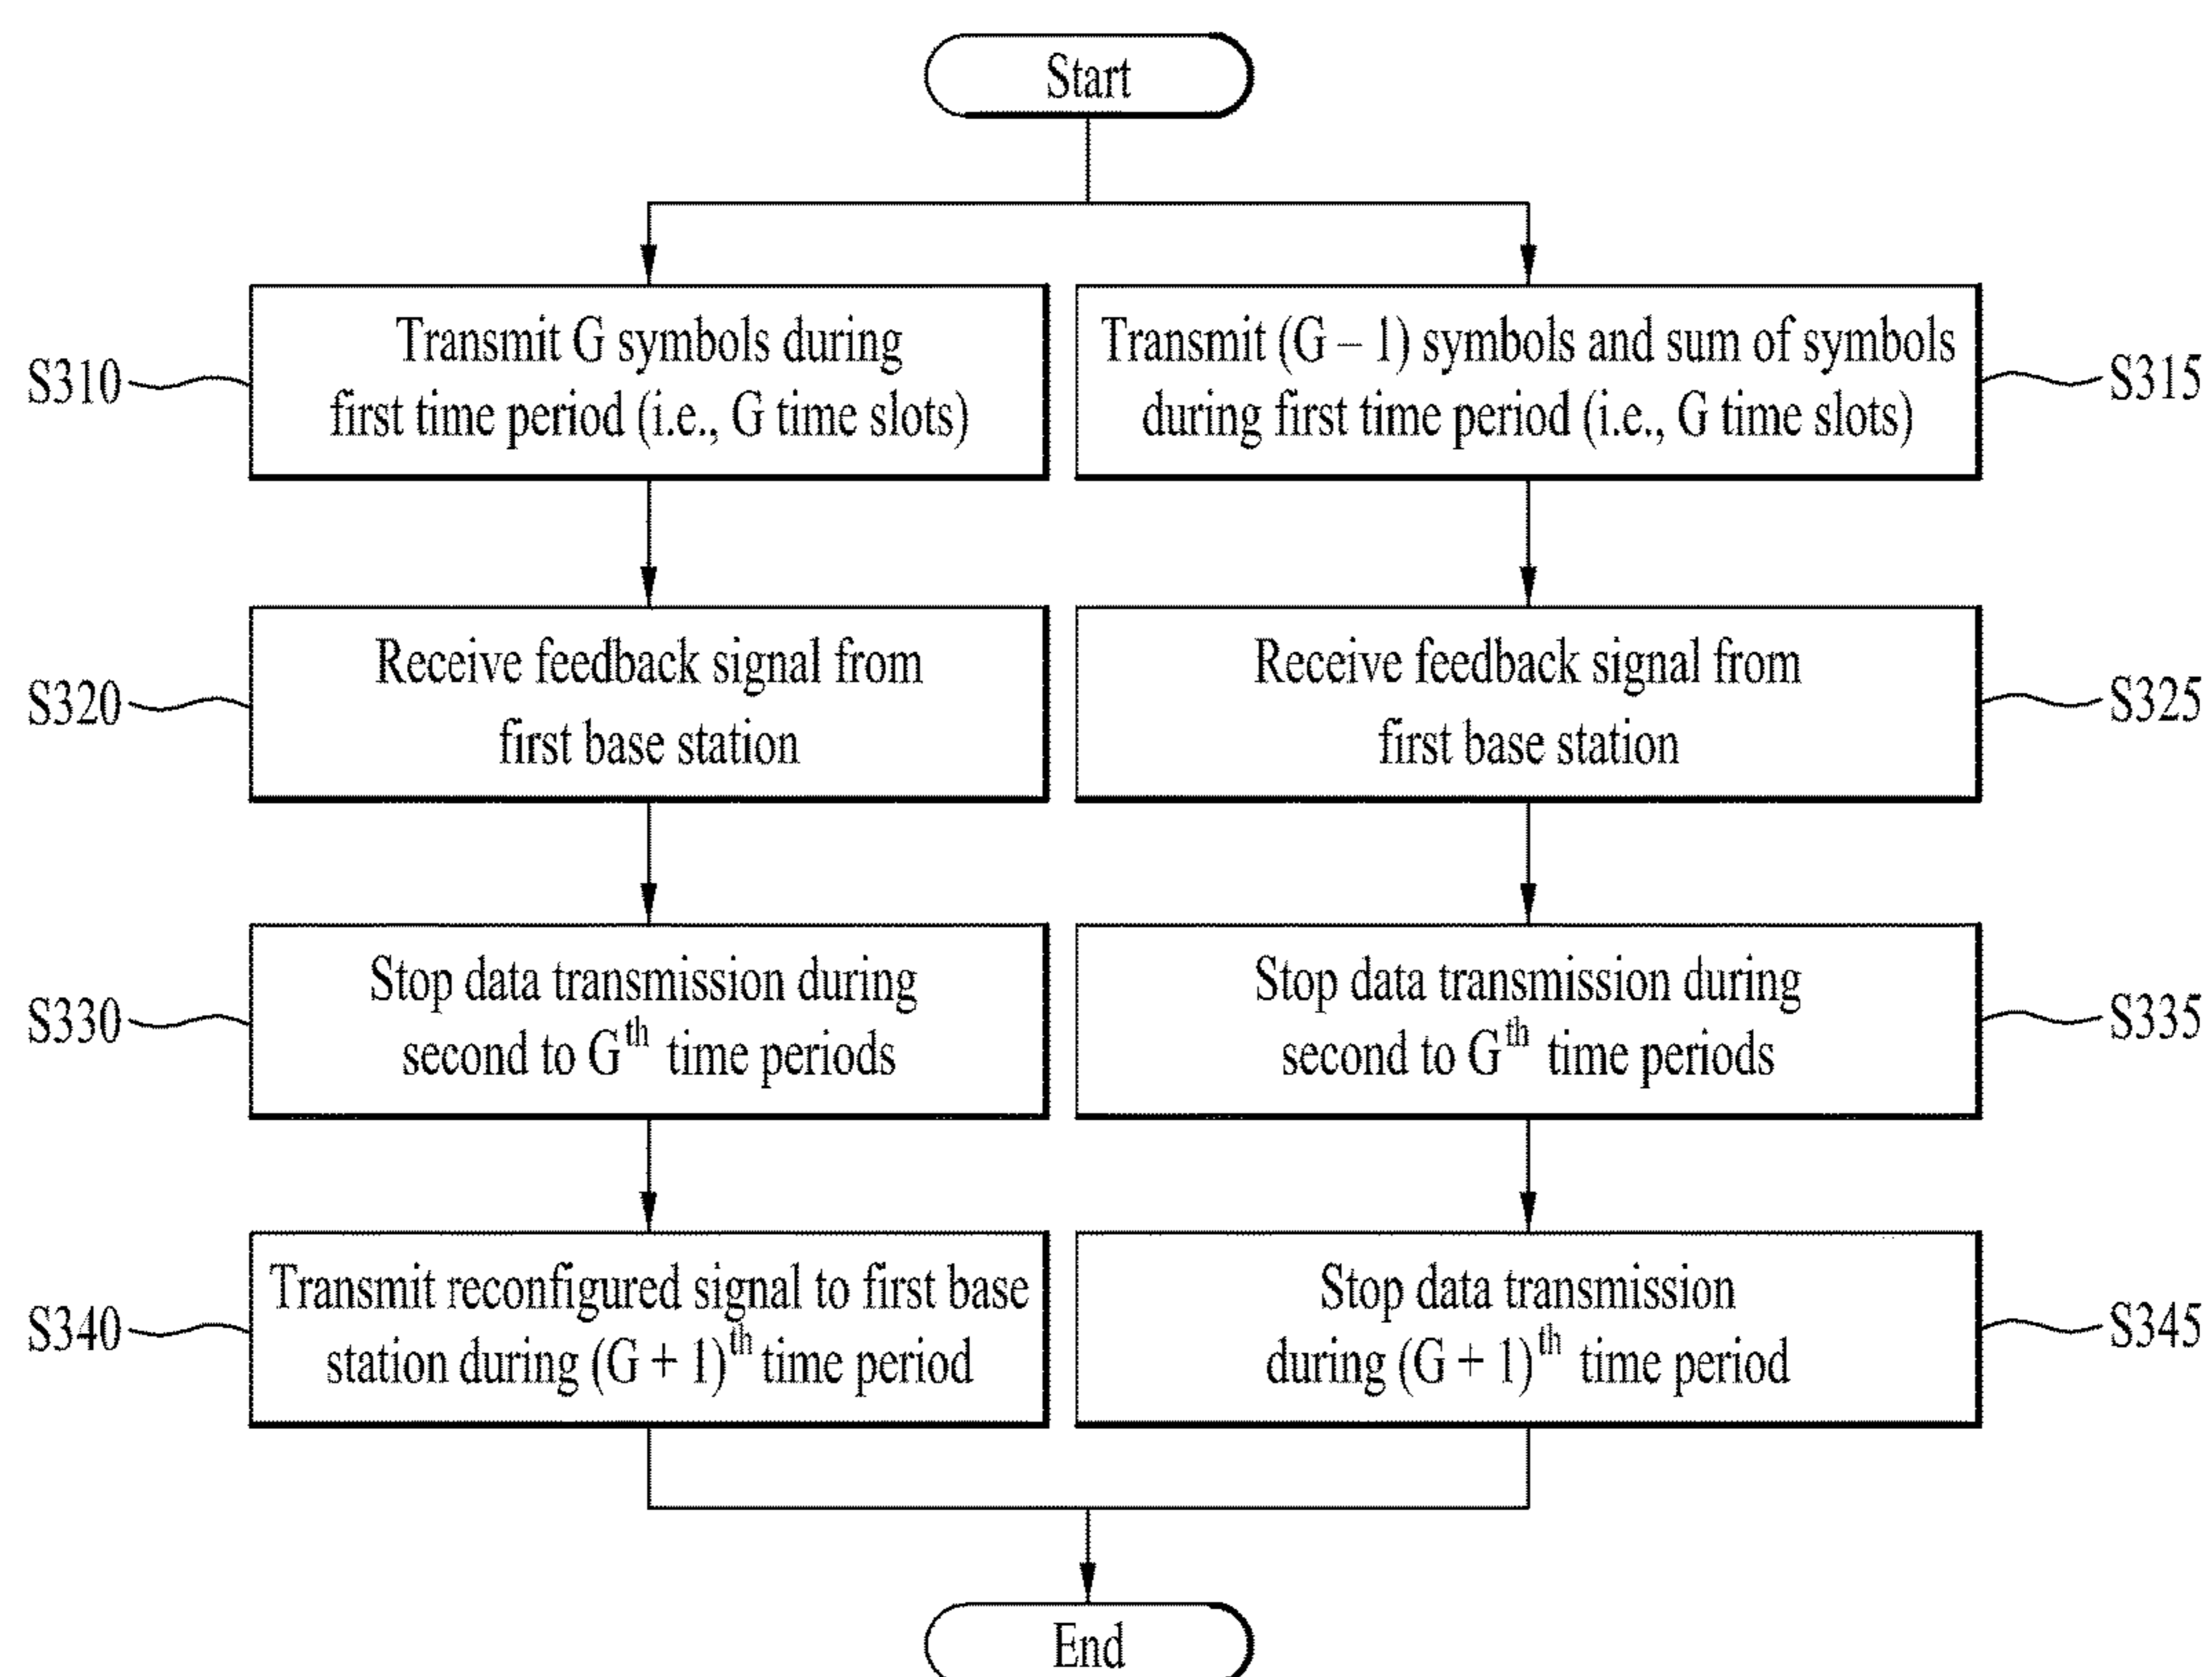 Start
S310
Transmit G symbols during
first time period (i.e., G time slots)
Transmit (G – 1) symbols and sum of symbols
during first time period (i.e., G time slots)
S315
S320
Receive feedback signal from
first base station
Receive feedback signal from
first base station
S325
S330
Stop data transmission during
second to Gth time periods
Stop data transmission during
second to Gth time periods
S335
S340
Transmit reconfigured signal to first base
station during (G + 1)th time period
Stop data transmission
during (G + 1)th time period
S345
End